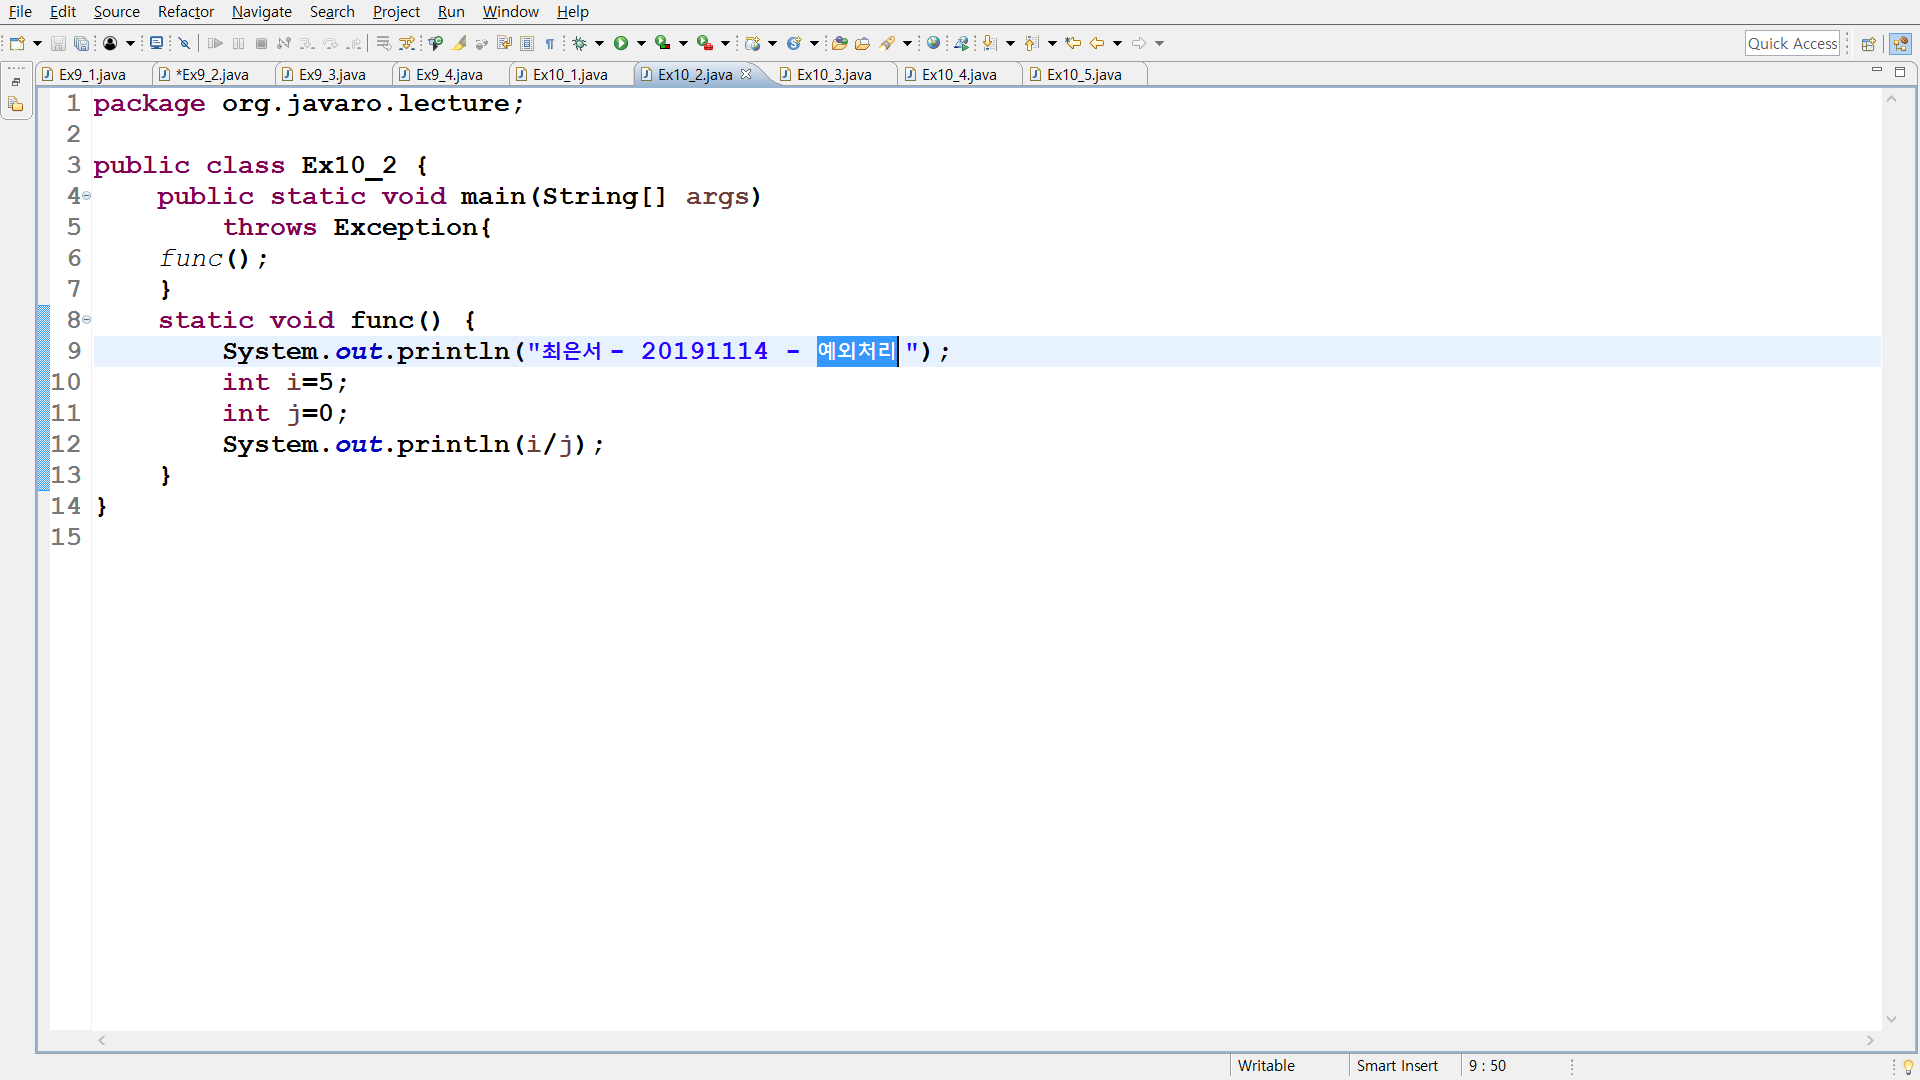 File Edit Source Refactor Navigate Search Project Run Window Help
Quick Access
Ex9_1.java *Ex9_2.java Ex9_3.java Ex9_4.java Ex10_1.java Ex10_2.java Ex10_3.java Ex10_4.java Ex10_5.java
1 package org.javaro.lecture;
2
3 public class Ex10_2 {
4 public static void main(String[] args)
5 throws Exception{
6 func();
7 }
8 static void func() {
9 System.out.println("최은서 - 20191114 - 예외처리 ");
10 int i=5;
11 int j=0;
12 System.out.println(i/j);
13 }
14 }
15
Writable Smart Insert 9 : 50